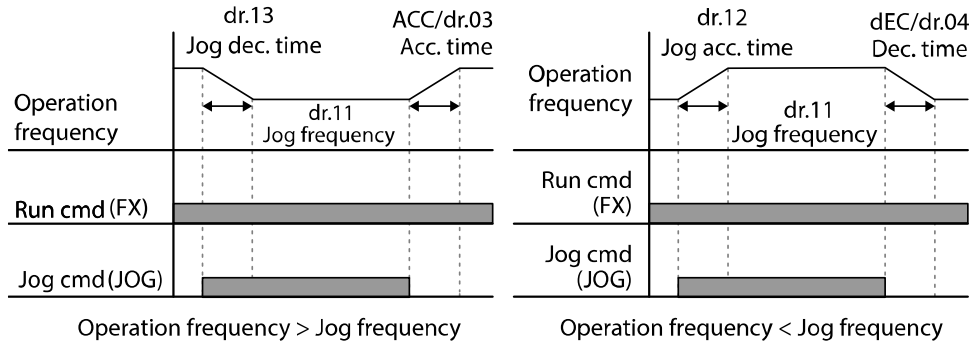 dr.13
Jog dec. time
ACC/dr.03
Acc. time
Operation
frequency
dr.11
Jog frequency
Run cmd (FX)
Jog cmd (JOG)
Operation frequency > Jog frequency
dr.12
Jog acc. time
dEC/dr.04
Dec. time
Operation
frequency
dr.11
Jog frequency
Run cmd
(FX)
Jog cmd
(JOG)
Operation frequency < Jog frequency